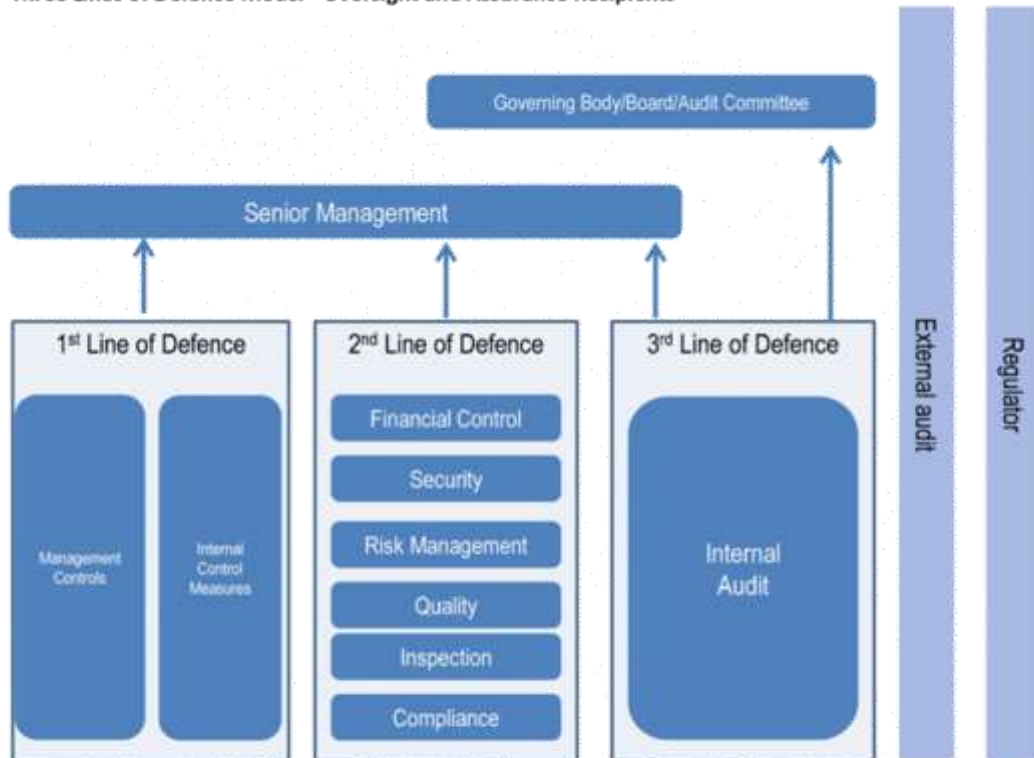 Governing Body/Board/Audit Committee
Senior Management
1st Line of Defence
2nd Line of Defence
3rd Line of Defence
Management
Controls
Internal
Control
Measures
Financial Control
Security
Risk Management
Quality
Inspection
Compliance
Internal
Audit
External audit
Regulator